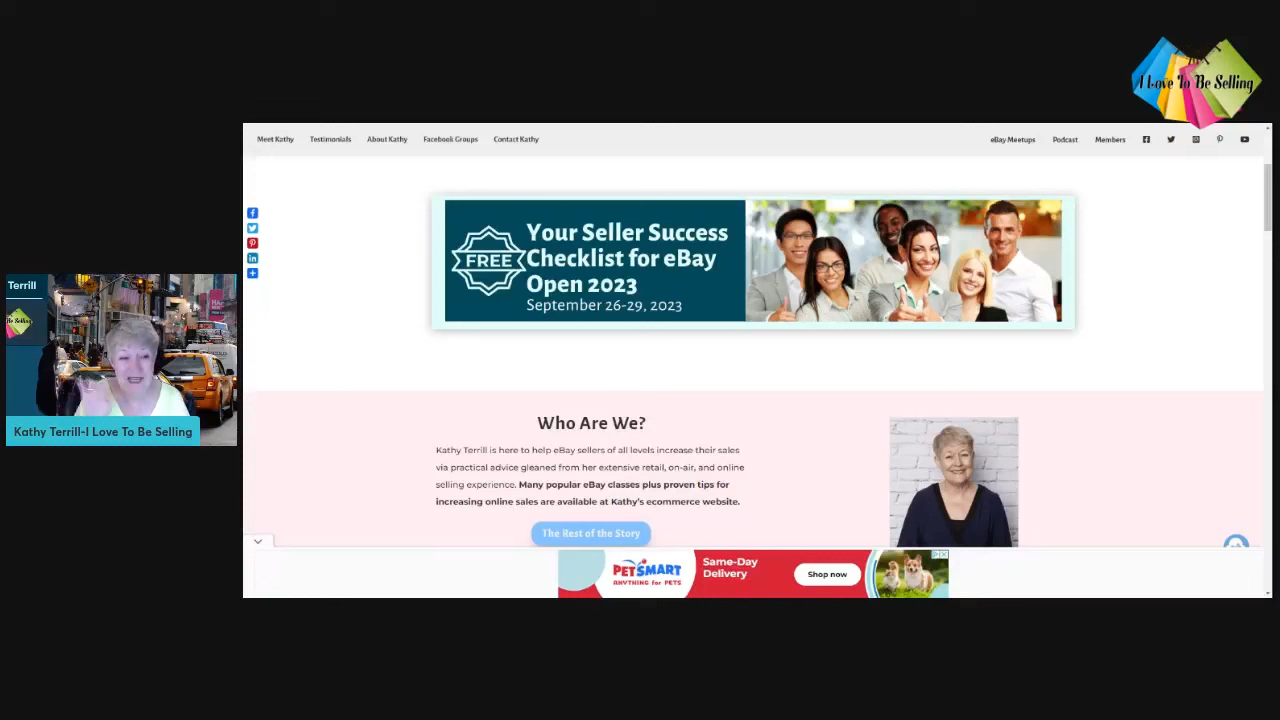 I Love To Be Selling
Meet Kathy
Testimonials
About Kathy
Facebook Groups
Contact Kathy
eBay Meetups
Podcast
Members
FREE
Your Seller Success
Checklist for eBay
Open 2023
September 26-29, 2023
Terrill
Selling
Kathy Terrill-I Love To Be Selling
Who Are We?
Kathy Terrill is here to help eBay sellers of all levels increase their sales
via practical advice gleaned from her extensive retail, on-air, and online
selling experience. Many popular eBay classes plus proven tips for
increasing online sales are available at Kathy's ecommerce website.
The Rest of the Story
PETSMART
ANYTHING for PETS
Same-Day
Delivery
Shop now